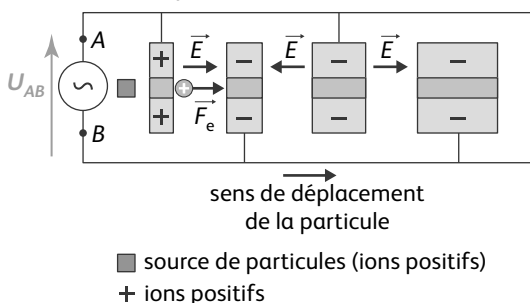 A
+
E
−
E
−
E
−
U_AB
+
F_e
B
+
−
−
−
sens de déplacement
de la particule
source de particules (ions positifs)
+ ions positifs